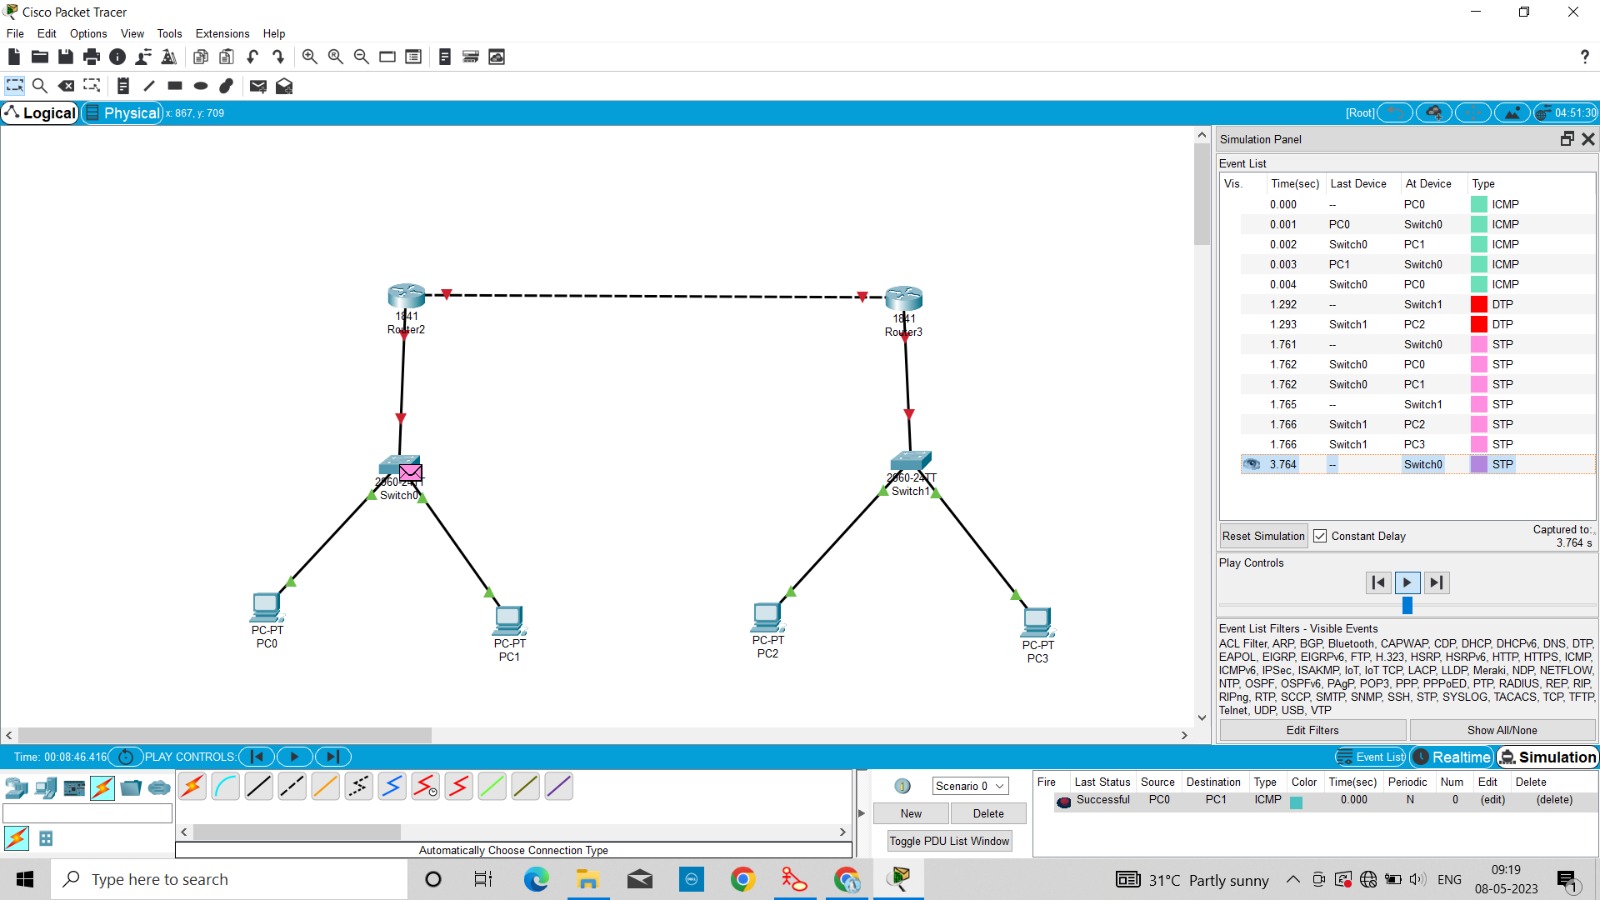 Cisco Packet Tracer
File Edit Options View Tools Extensions Help
?
Logical Physical x: 867, y: 709 [Root] 04:51:30
Simulation Panel
Event List
Vis. Time(sec) Last Device At Device Type
0.000 -- PC0 ICMP
0.001 PC0 Switch0 ICMP
0.002 Switch0 PC1 ICMP
0.003 PC1 Switch0 ICMP
0.004 Switch0 PC0 ICMP
1.292 -- Switch1 DTP
1.293 Switch1 PC2 DTP
1.761 -- Switch0 STP
1.762 Switch0 PC0 STP
1.762 Switch0 PC1 STP
1.765 -- Switch1 STP
1.766 Switch1 PC2 STP
1.766 Switch1 PC3 STP
3.764 -- Switch0 STP
Reset Simulation Constant Delay Captured to:
3.764 s
Play Controls
Event List Filters - Visible Events
ACL Filter, ARP, BGP, Bluetooth, CAPWAP, CDP, DHCP, DHCPv6, DNS, DTP,
EAPOL, EIGRP, EIGRPv6, FTP, H.323, HSRP, HSRPv6, HTTP, HTTPS, ICMP,
ICMPv6, IPSec, ISAKMP, IoT, IoT TCP, LACP, LLDP, Meraki, NDP, NETFLOW,
NTP, OSPF, OSPFv6, PAgP, POP3, PPP, PPPoED, PTP, RADIUS, REP, RIP,
RIPng, RTP, SCCP, SMTP, SNMP, SSH, STP, SYSLOG, TACACS, TCP, TFTP,
Telnet, UDP, USB, VTP
Edit Filters Show All/None
1841
Router2
1841
Router3
2960-24TT
Switch0
2960-24TT
Switch1
PC-PT
PC0
PC-PT
PC1
PC-PT
PC2
PC-PT
PC3
Time: 00:08:46.416 PLAY CONTROLS: Event List Realtime Simulation
Automatically Choose Connection Type
Scenario 0
New Delete
Toggle PDU List Window
Fire Last Status Source Destination Type Color Time(sec) Periodic Num Edit Delete
Successful PC0 PC1 ICMP 0.000 N 0 (edit) (delete)
Type here to search
31°C Partly sunny ENG
09:19
08-05-2023
1